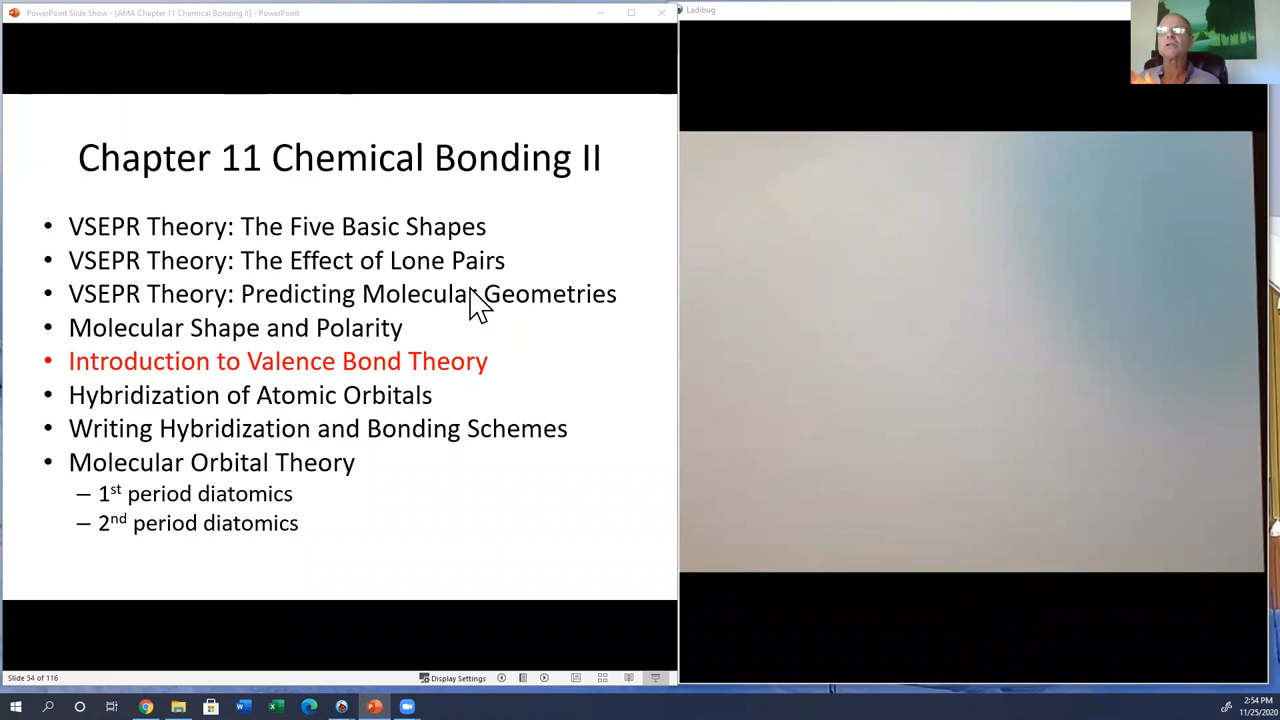 PowerPoint Slide Show - [AMA Chapter 11 Chemical Bonding II] - PowerPoint
Ladibug
Chapter 11 Chemical Bonding II
• VSEPR Theory: The Five Basic Shapes
• VSEPR Theory: The Effect of Lone Pairs
• VSEPR Theory: Predicting Molecular Geometries
• Molecular Shape and Polarity
• Introduction to Valence Bond Theory
• Hybridization of Atomic Orbitals
• Writing Hybridization and Bonding Schemes
• Molecular Orbital Theory
– 1st period diatomics
– 2nd period diatomics
Slide 54 of 116
Display Settings
2:54 PM
11/25/2020